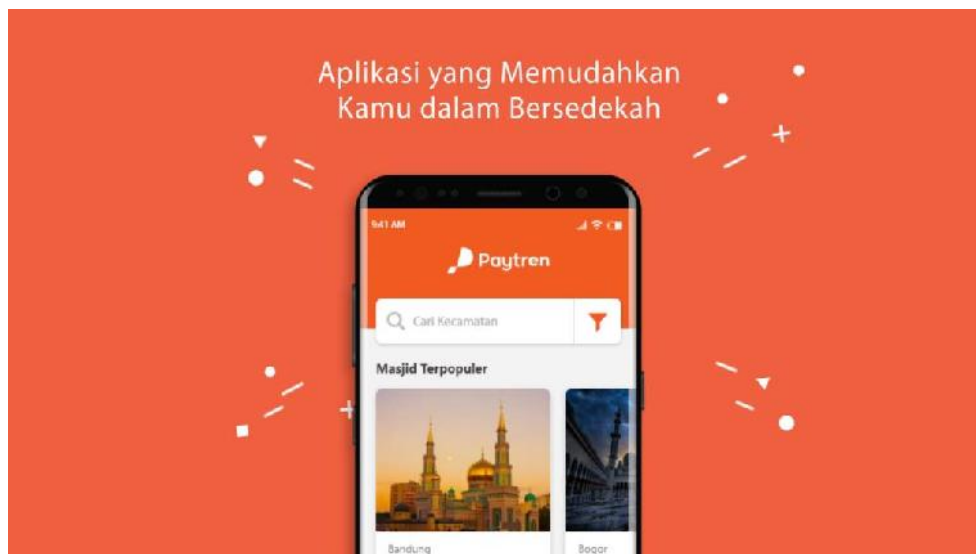 Aplikasi yang Memudahkan
Kamu dalam Bersedekah
9:41 AM
Paytren
Cari Kecamatan
Masjid Terpopuler
Bandung
Bogor